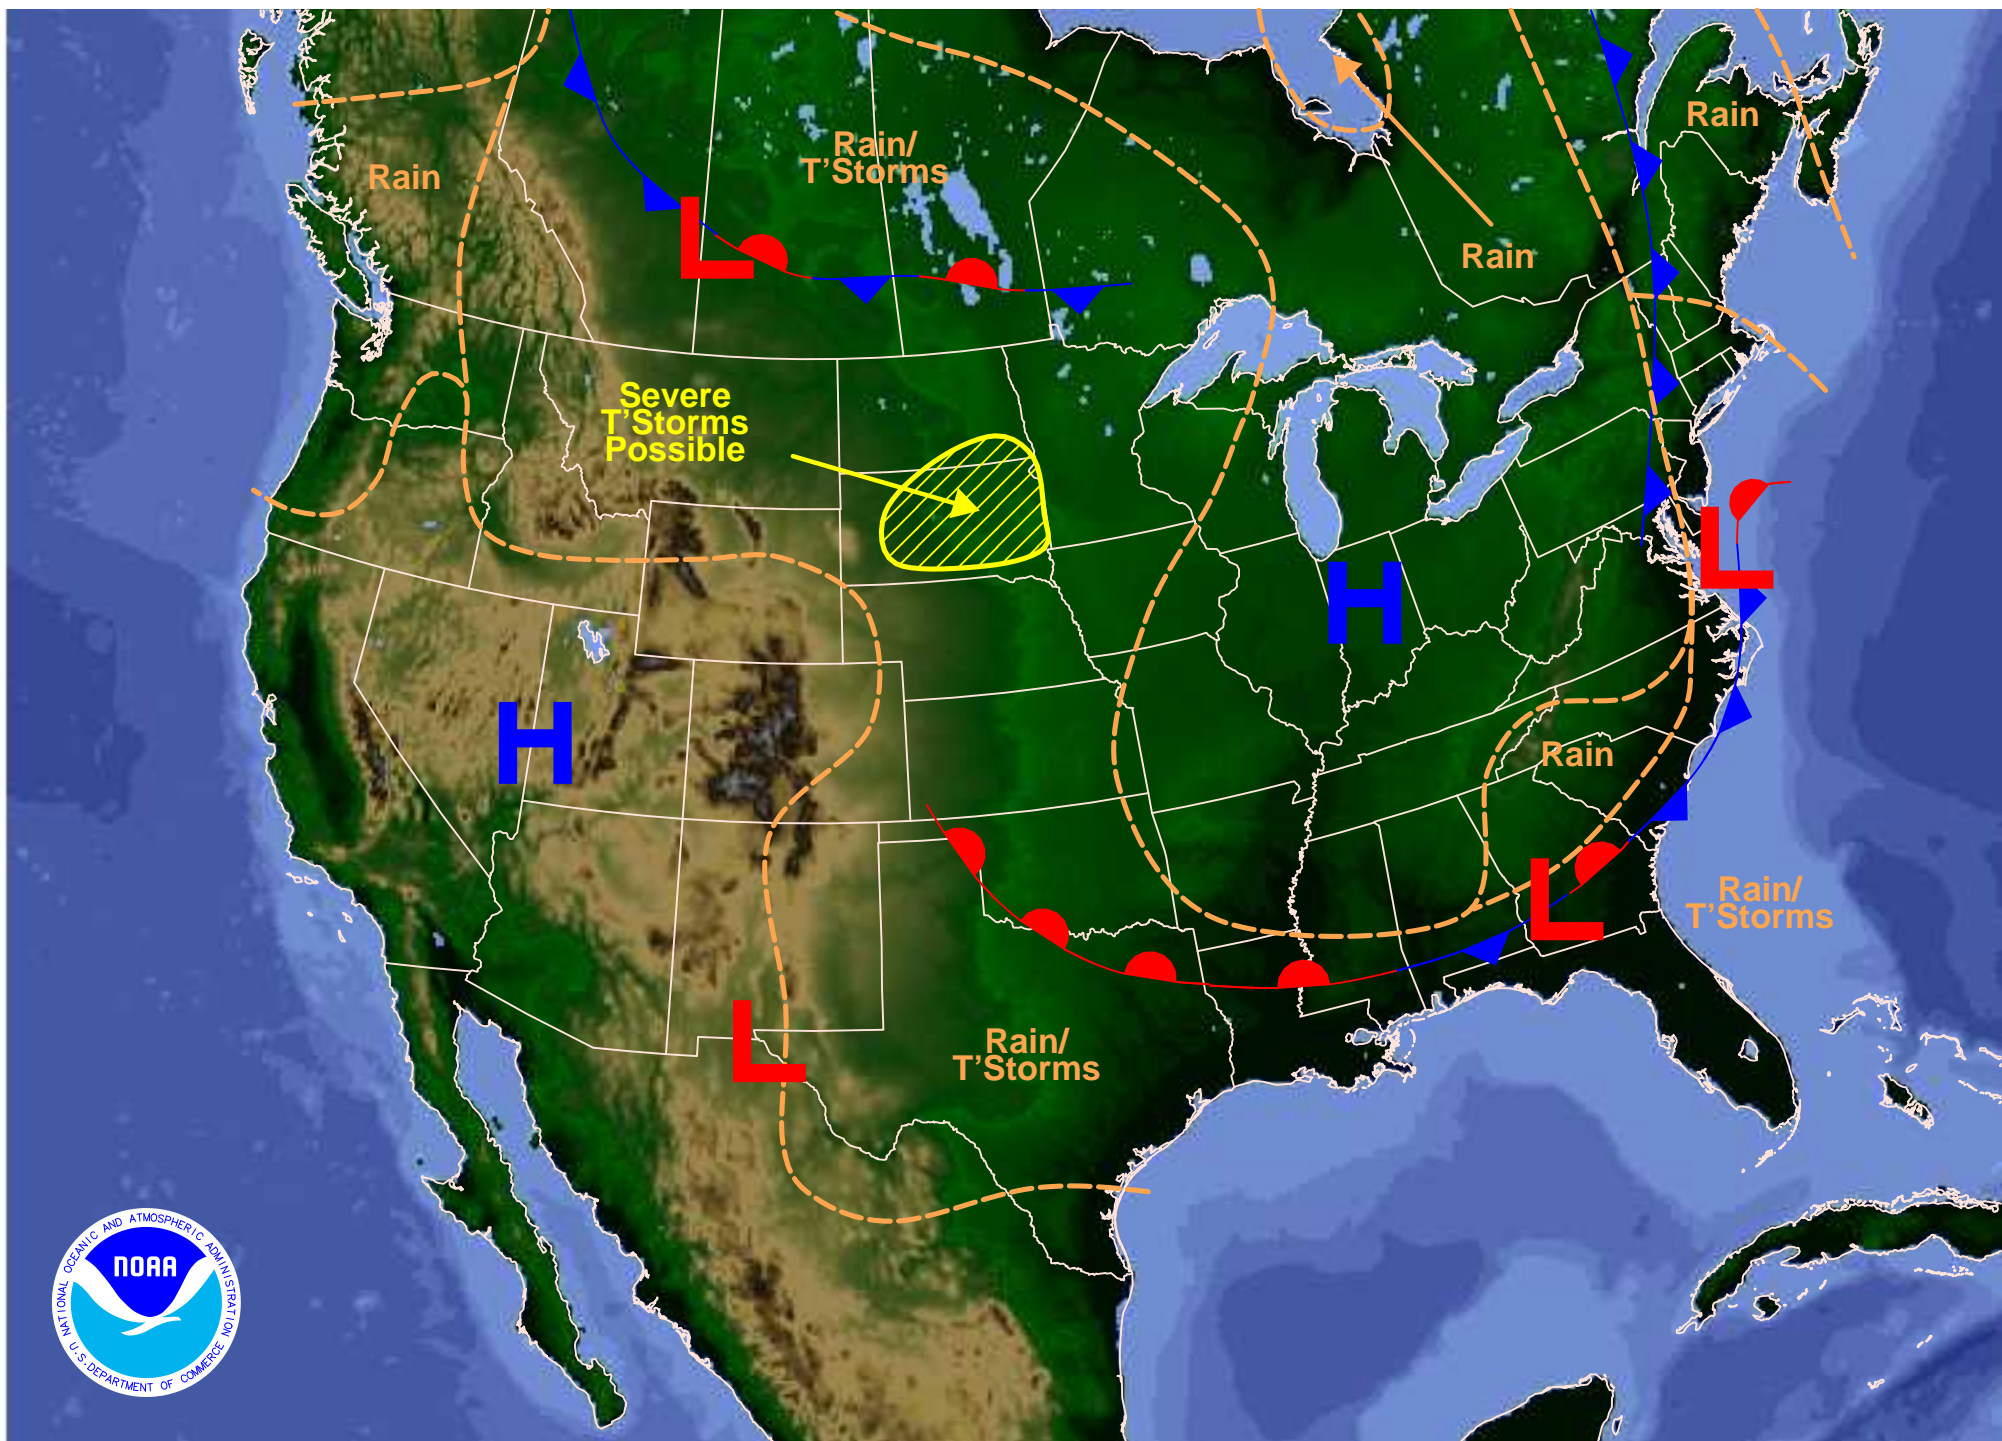 Rain
Rain/
T'Storms
Rain
Rain
Severe
T'Storms
Possible
L
L
H
H
Rain
L
Rain/
T'Storms
L
Rain/
T'Storms
NATIONAL OCEANIC AND ATMOSPHERIC ADMINISTRATION
NOAA
U.S. DEPARTMENT OF COMMERCE